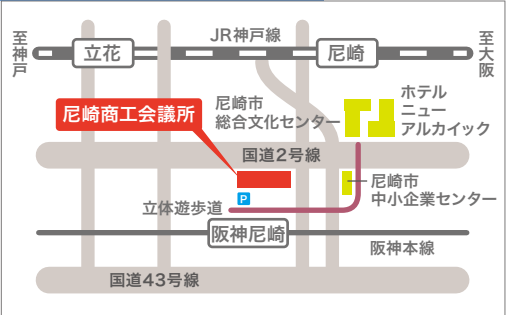 JR神戸線
至神戸
立花
尼崎
至大阪
ホテル
ニュー
アルカイック
尼崎市
総合文化センター
尼崎商工会議所
国道2号線
尼崎市
中小企業センター
P
立体遊歩道
阪神尼崎
阪神本線
国道43号線